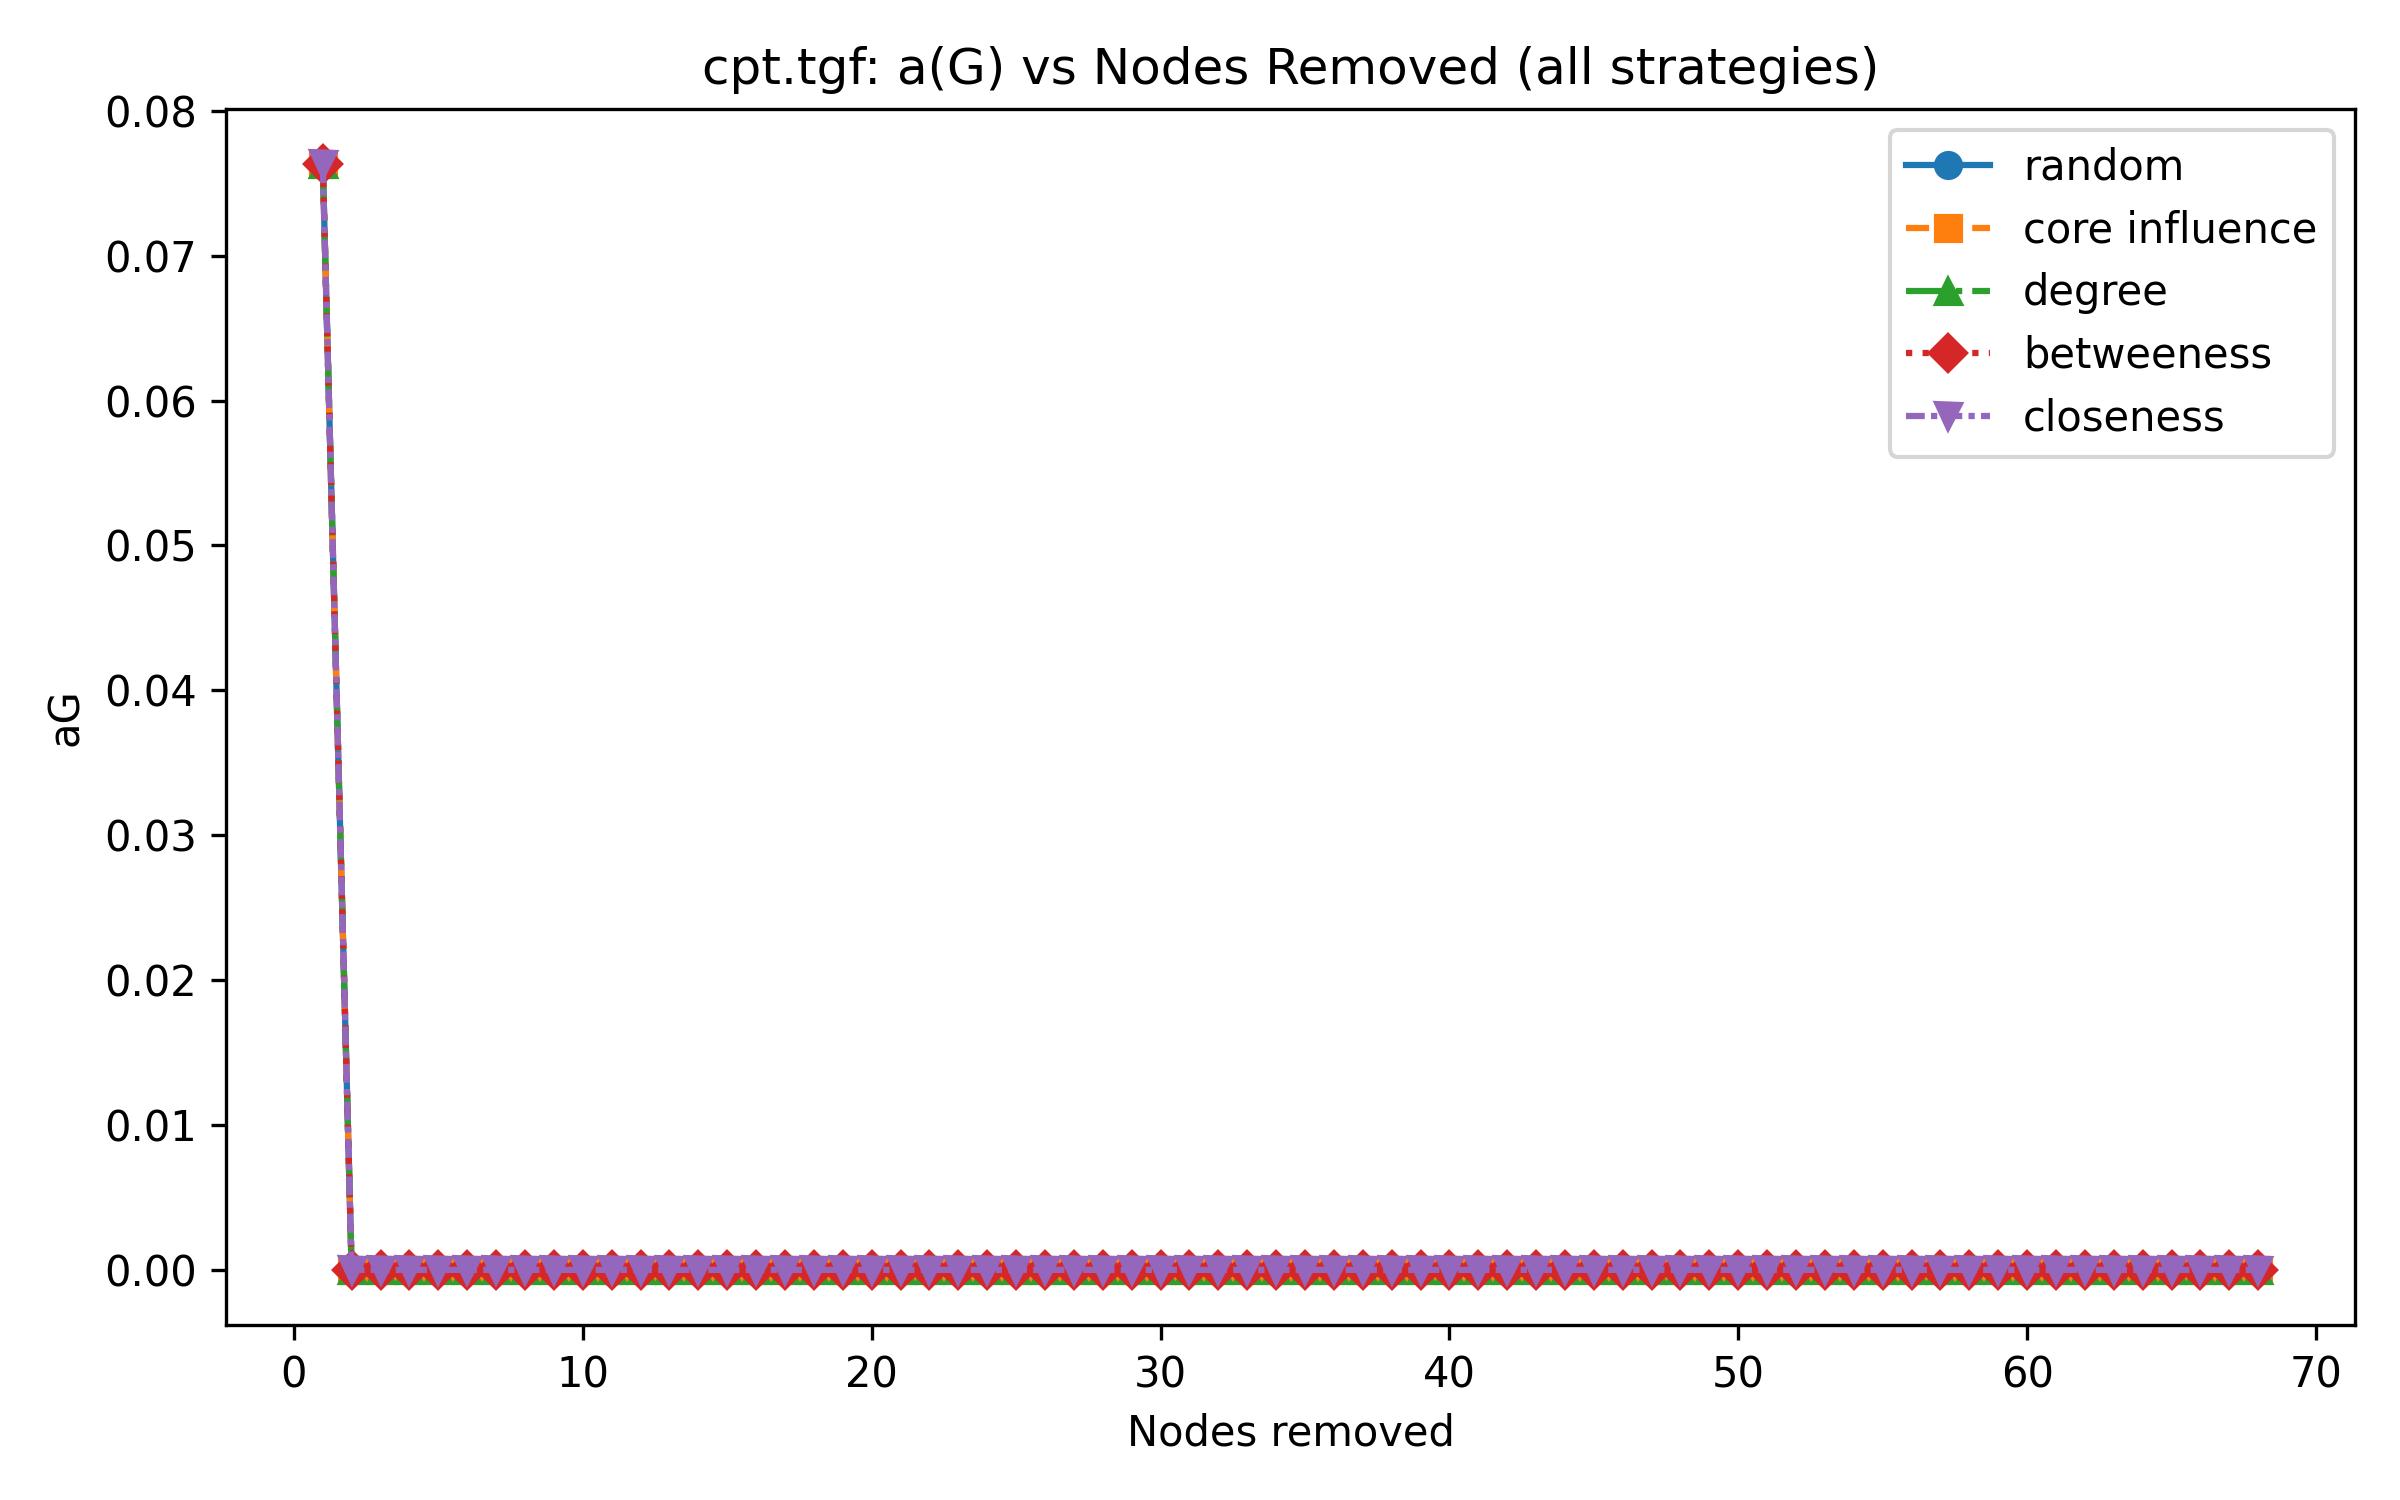 cpt.tgf: a(G) vs Nodes Removed (all strategies)
0.08
0.07
0.06
0.05
0.04
0.03
0.02
0.01
0.00
aG
random
core influence
degree
betweeness
closeness
0 10 20 30 40 50 60 70
Nodes removed